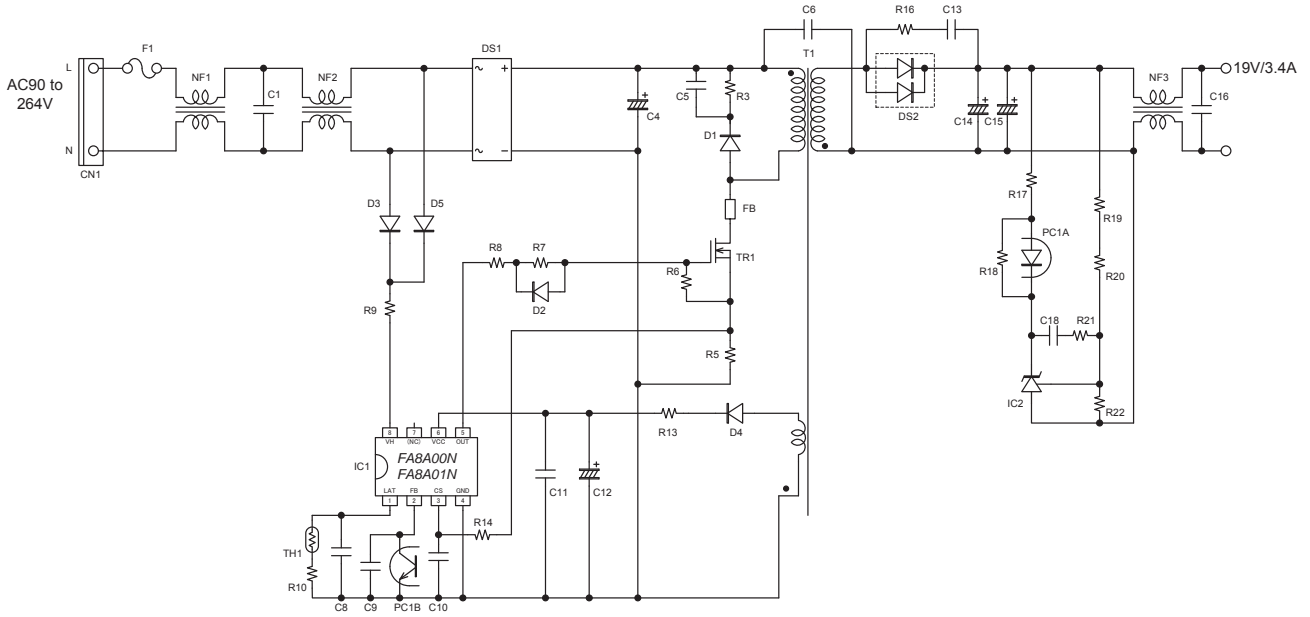 C6
R16
C13
F1
DS1
T1
L
NF1
NF2
AC90 to
264V
C1
+
+
19V/3.4A
NF3
C5
R3
C4
D1
DS2
C14
C15
C16
N
−
CN1
D3
D5
R17
FB
R19
PC1A
R8
R7
R6
TR1
R18
R20
D2
R9
C18
R21
R5
IC2
R22
R13
D4
8
7
6
5
VH
(NC)
VCC
OUT
IC1
FA8A00N
FA8A01N
C11
C12
LAT
FB
CS
GND
1
2
3
4
R14
TH1
R10
C8
C9
PC1B
C10